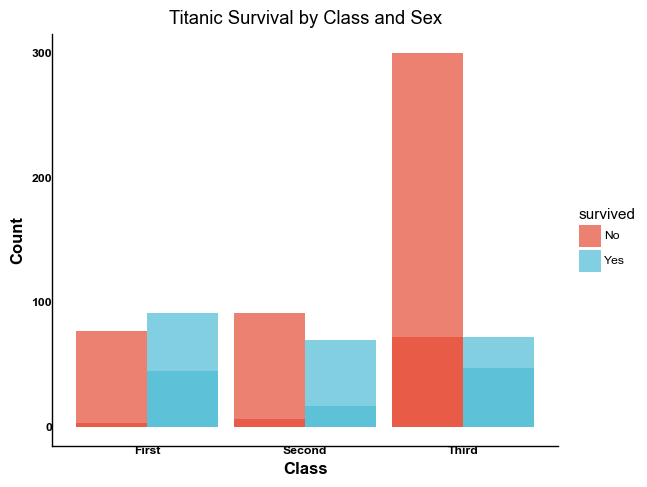 Titanic Survival by Class and Sex
300
200
100
0
Count
First Second Third
Class
survived
No
Yes